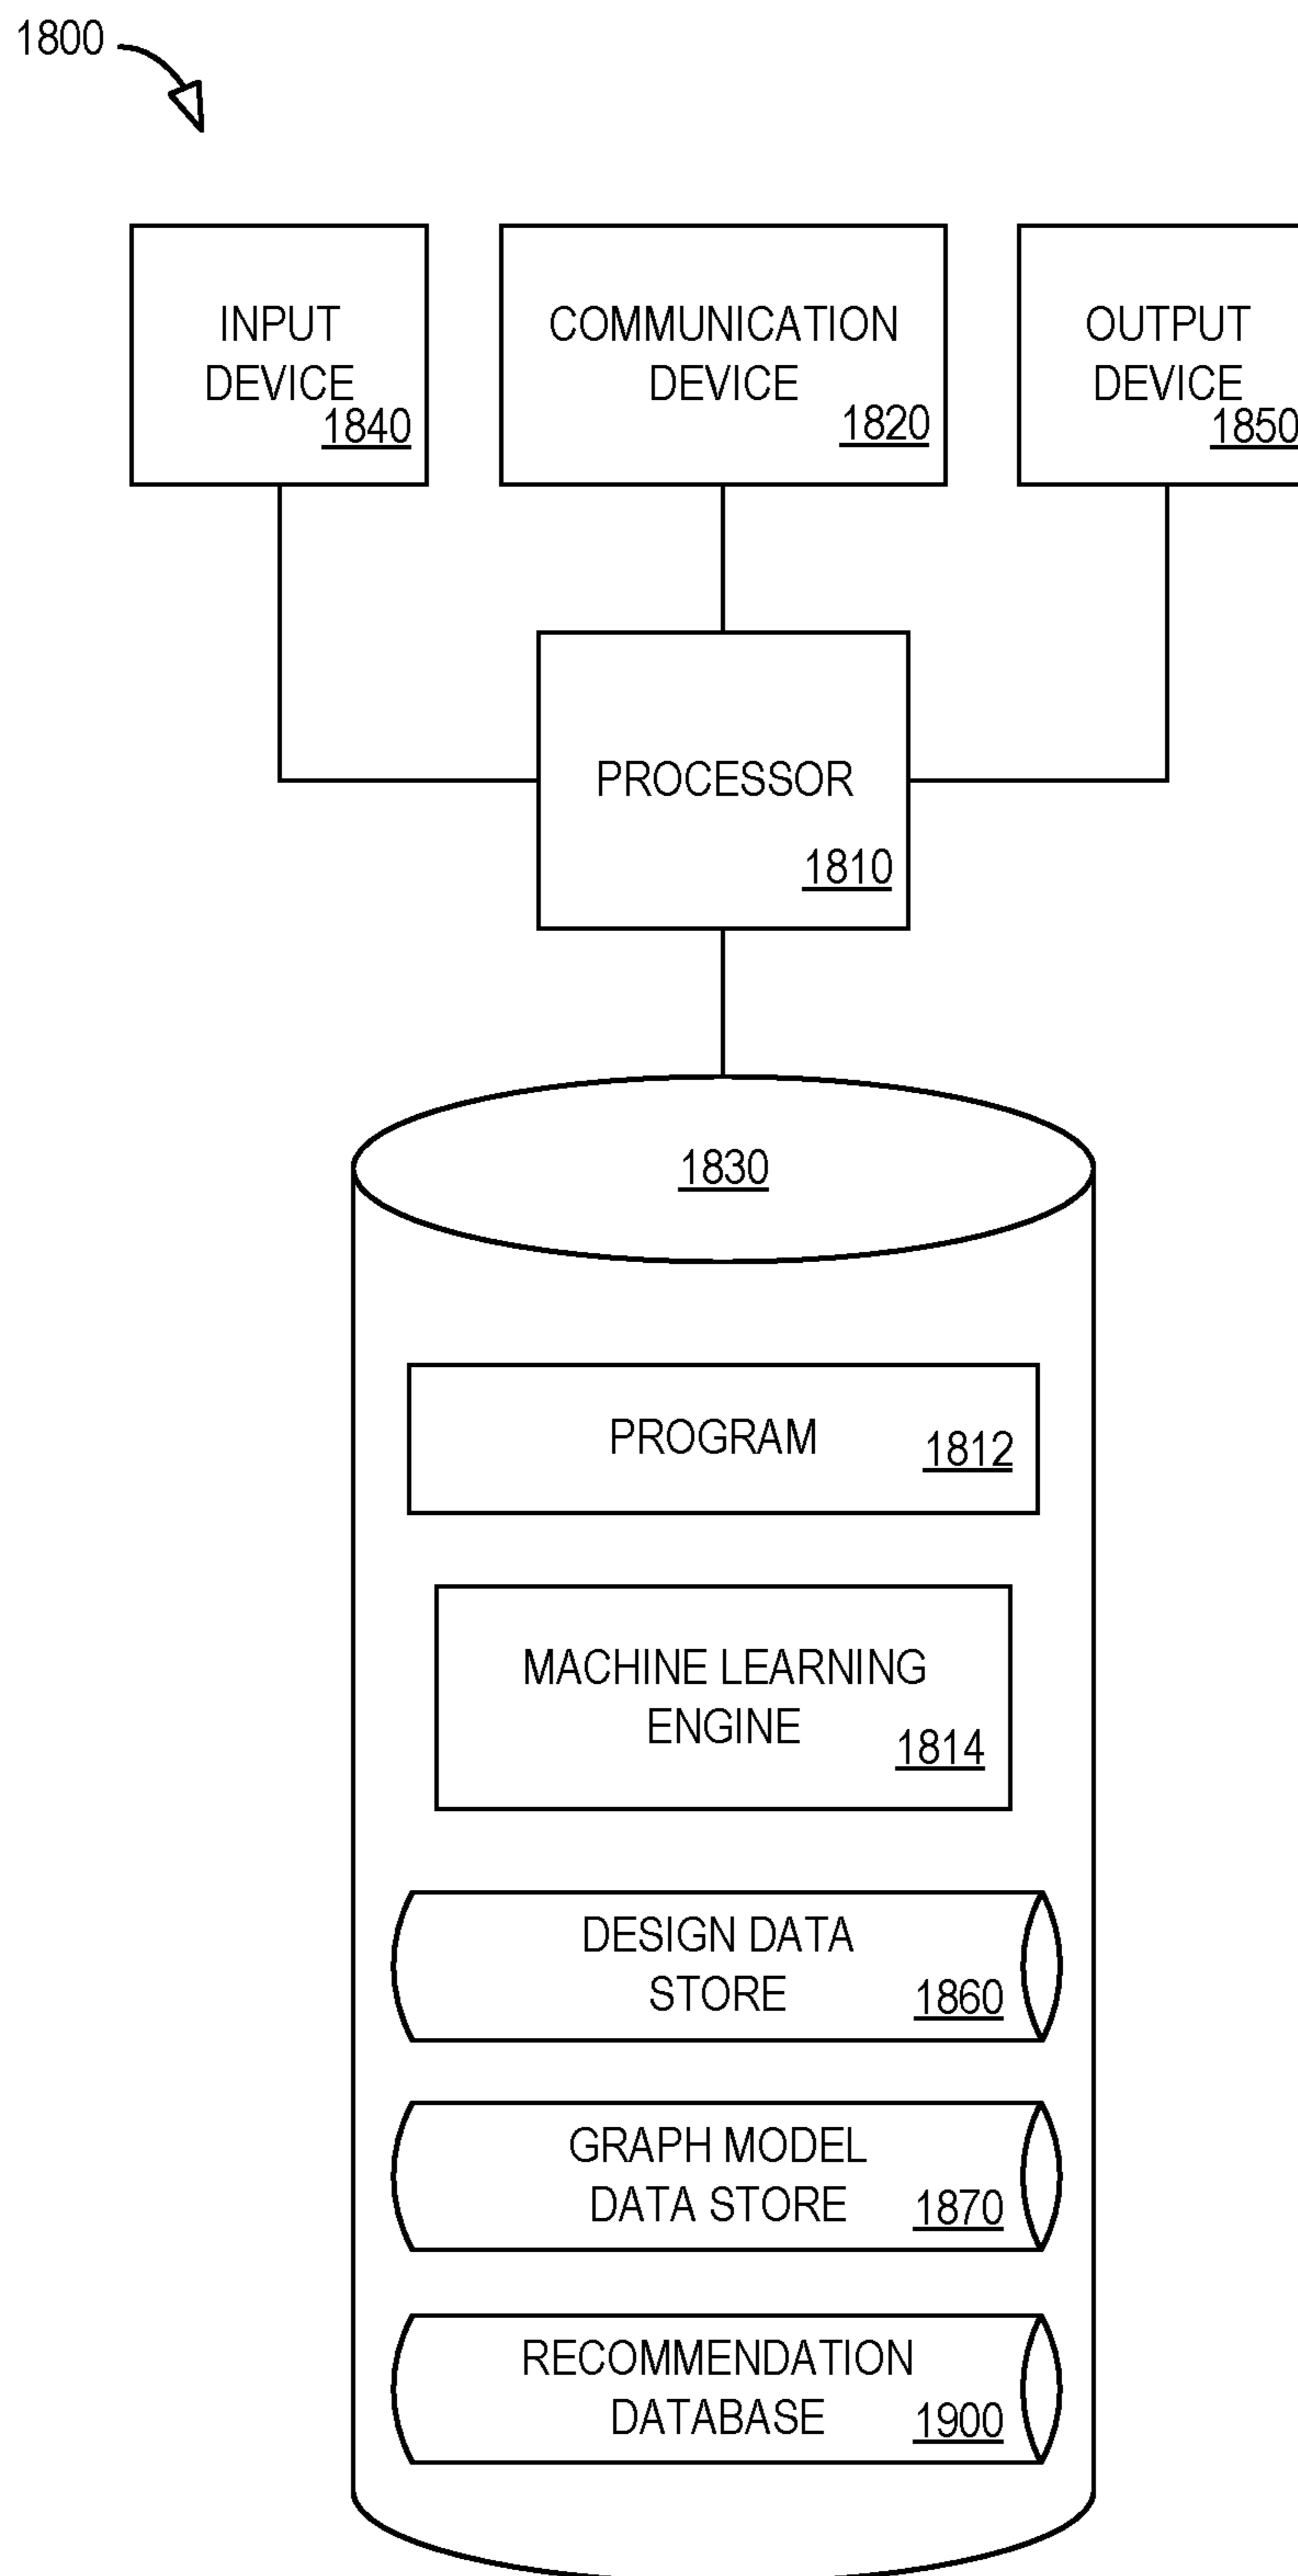 1800
INPUT
DEVICE
1840
COMMUNICATION
DEVICE
1820
OUTPUT
DEVICE
1850
PROCESSOR
1810
1830
PROGRAM
1812
MACHINE LEARNING
ENGINE
1814
DESIGN DATA
STORE
1860
GRAPH MODEL
DATA STORE
1870
RECOMMENDATION
DATABASE
1900